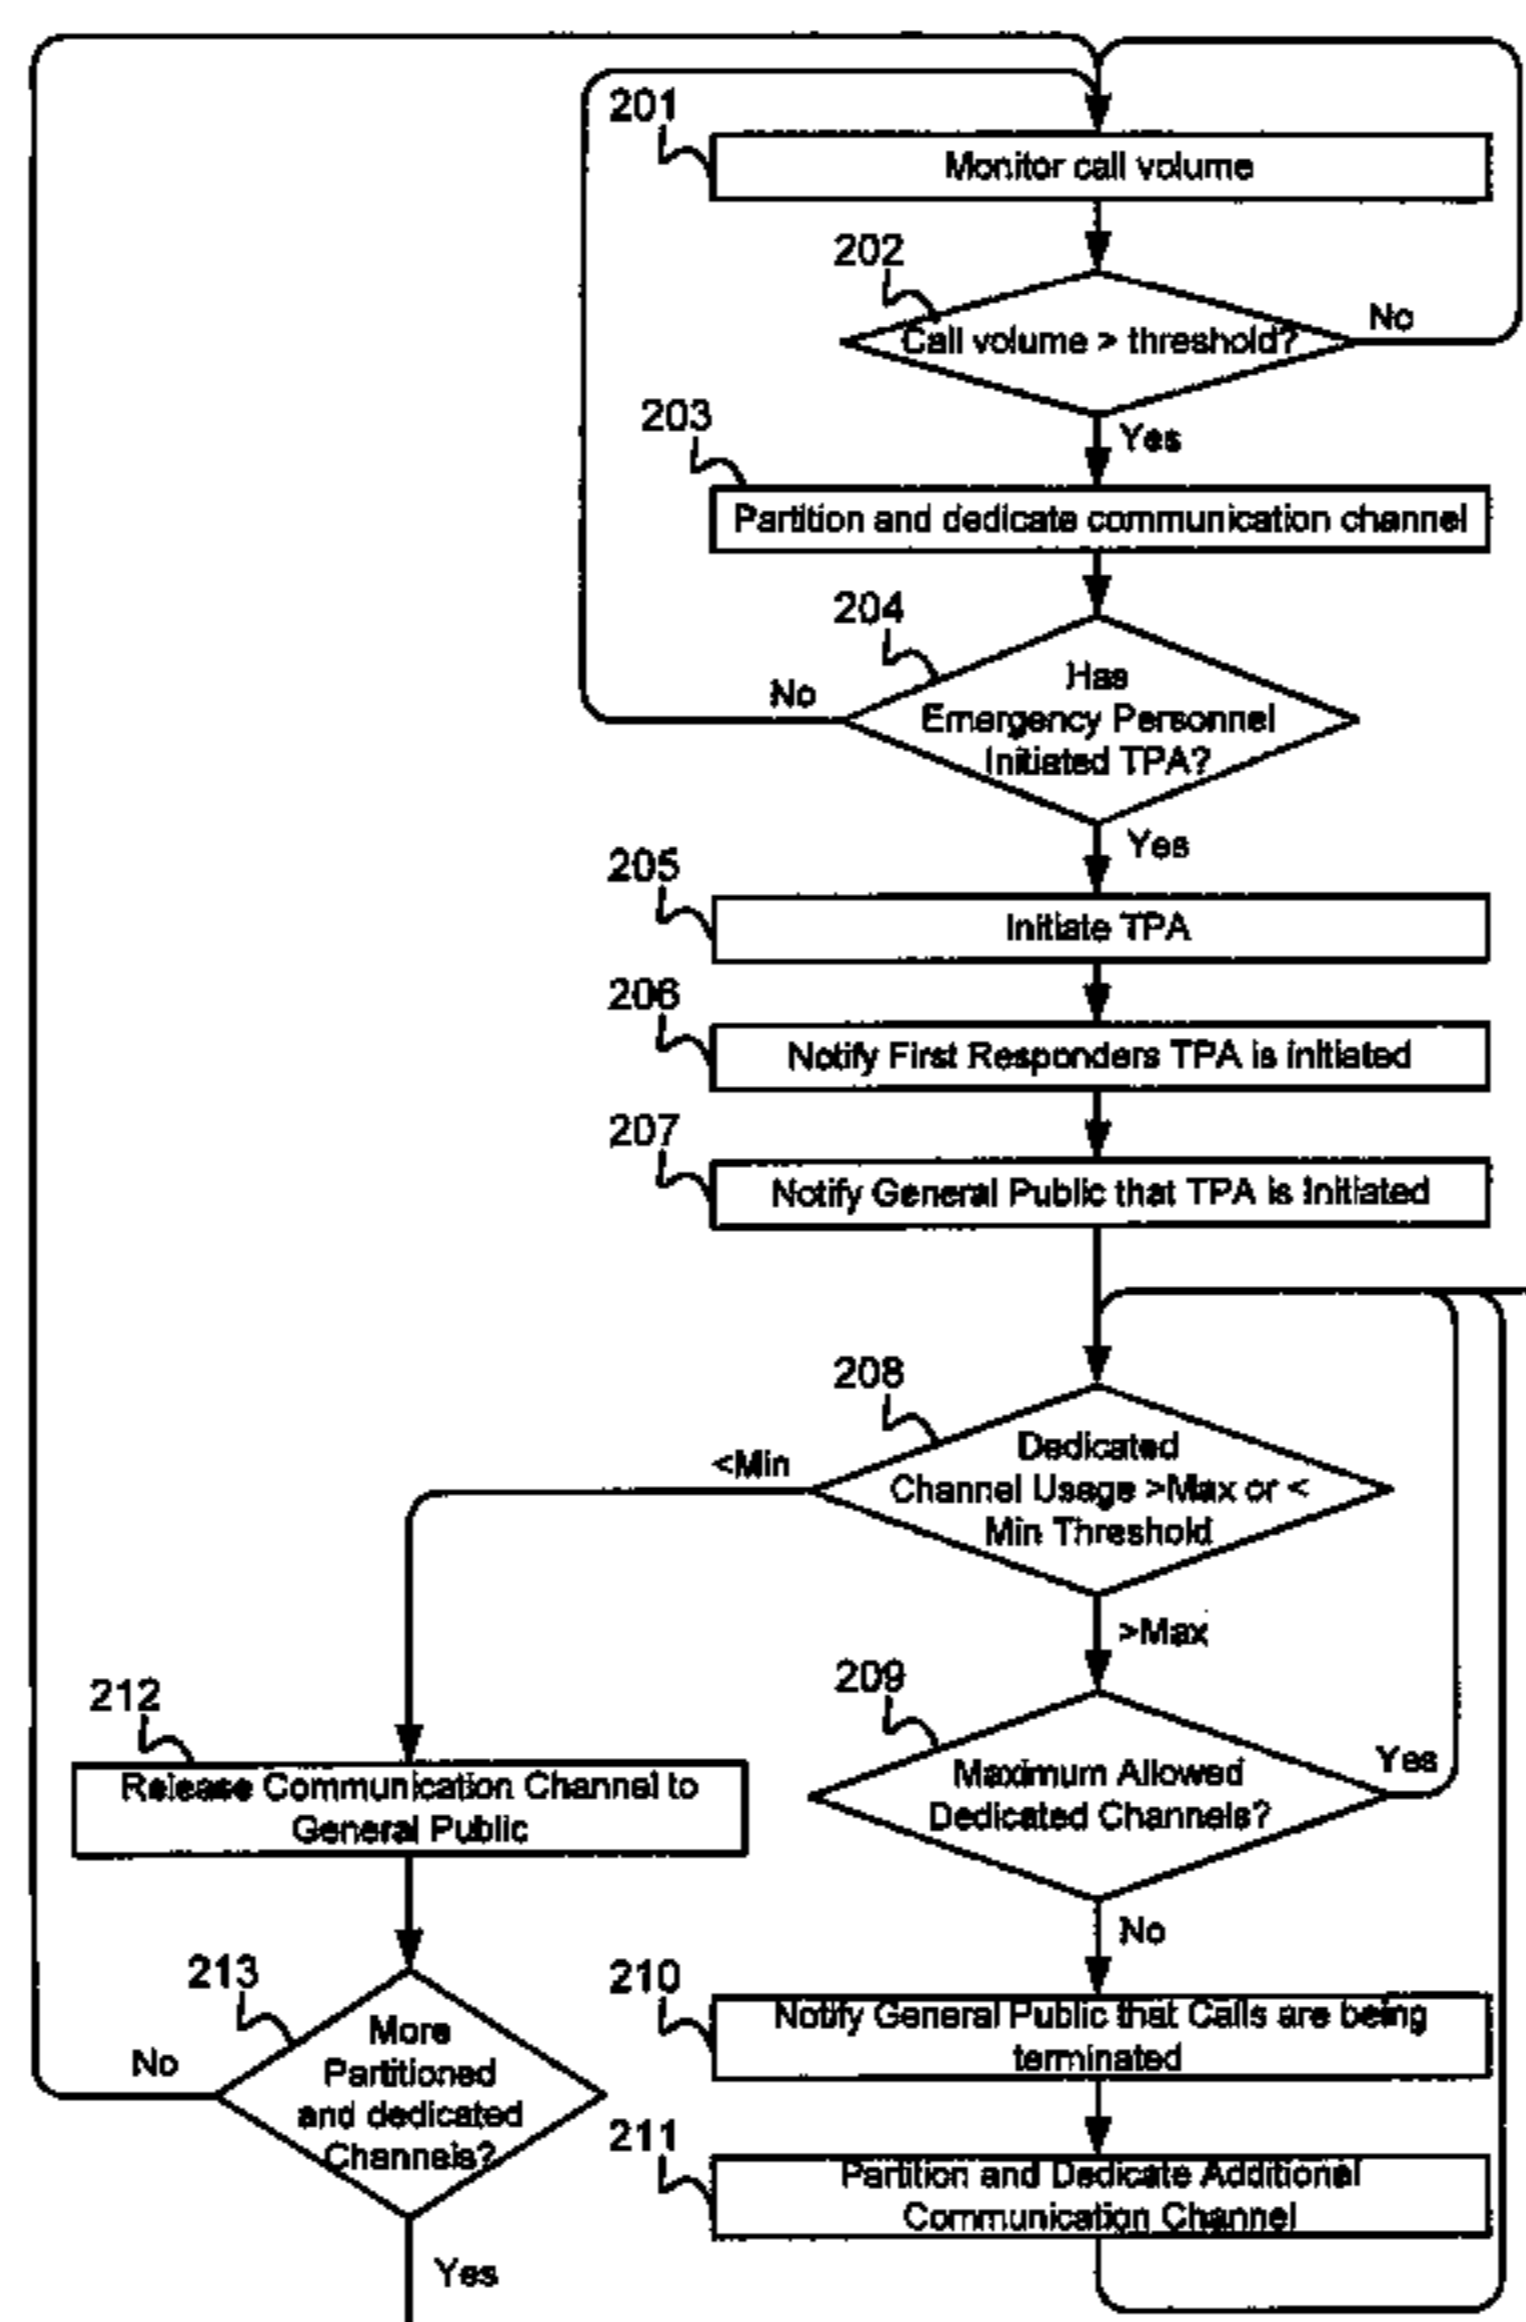 201
Monitor call volume
202
Call volume > threshold?
No
Yes
203
Partition and dedicate communication channel
204
Has
Emergency Personnel
Initiated TPA?
No
Yes
205
Initiate TPA
206
Notify First Responders TPA is initiated
207
Notify General Public that TPA is Initiated
208
Dedicated
Channel Usage >Max or <
Min Threshold
<Min
>Max
209
Maximum Allowed
Dedicated Channels?
Yes
No
212
Release Communication Channel to
General Public
213
More
Partitioned
and dedicated
Channels?
No
Yes
210
Notify General Public that Calls are being
terminated
211
Partition and Dedicate Additional
Communication Channel